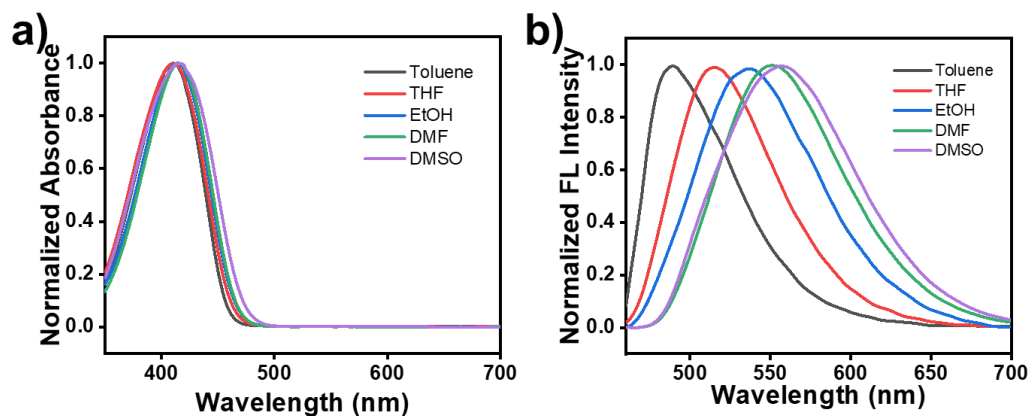 a)
Normalized Absorbance
1.0
0.8
0.6
0.4
0.2
0.0
Toluene
THF
EtOH
DMF
DMSO
400
500
600
700
Wavelength (nm)
b)
Normalized FL Intensity
1.0
0.8
0.6
0.4
0.2
0.0
Toluene
THF
EtOH
DMF
DMSO
500
550
600
650
700
Wavelength (nm)